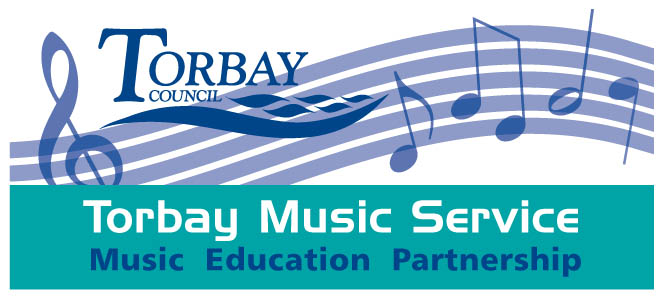 TORBAY
COUNCIL
Torbay Music Service
Music Education Partnership